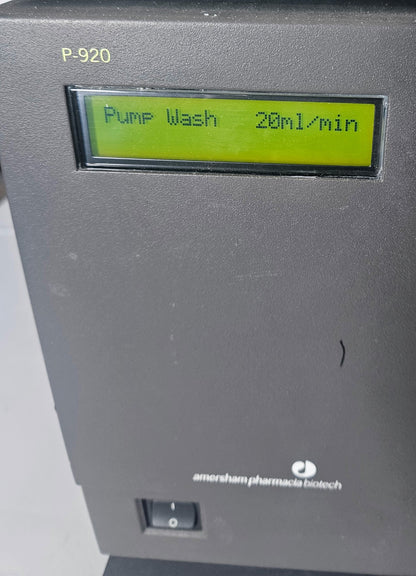 P-920
Pump Wash 20ml/min
amersham pharmacia biotech
I
O